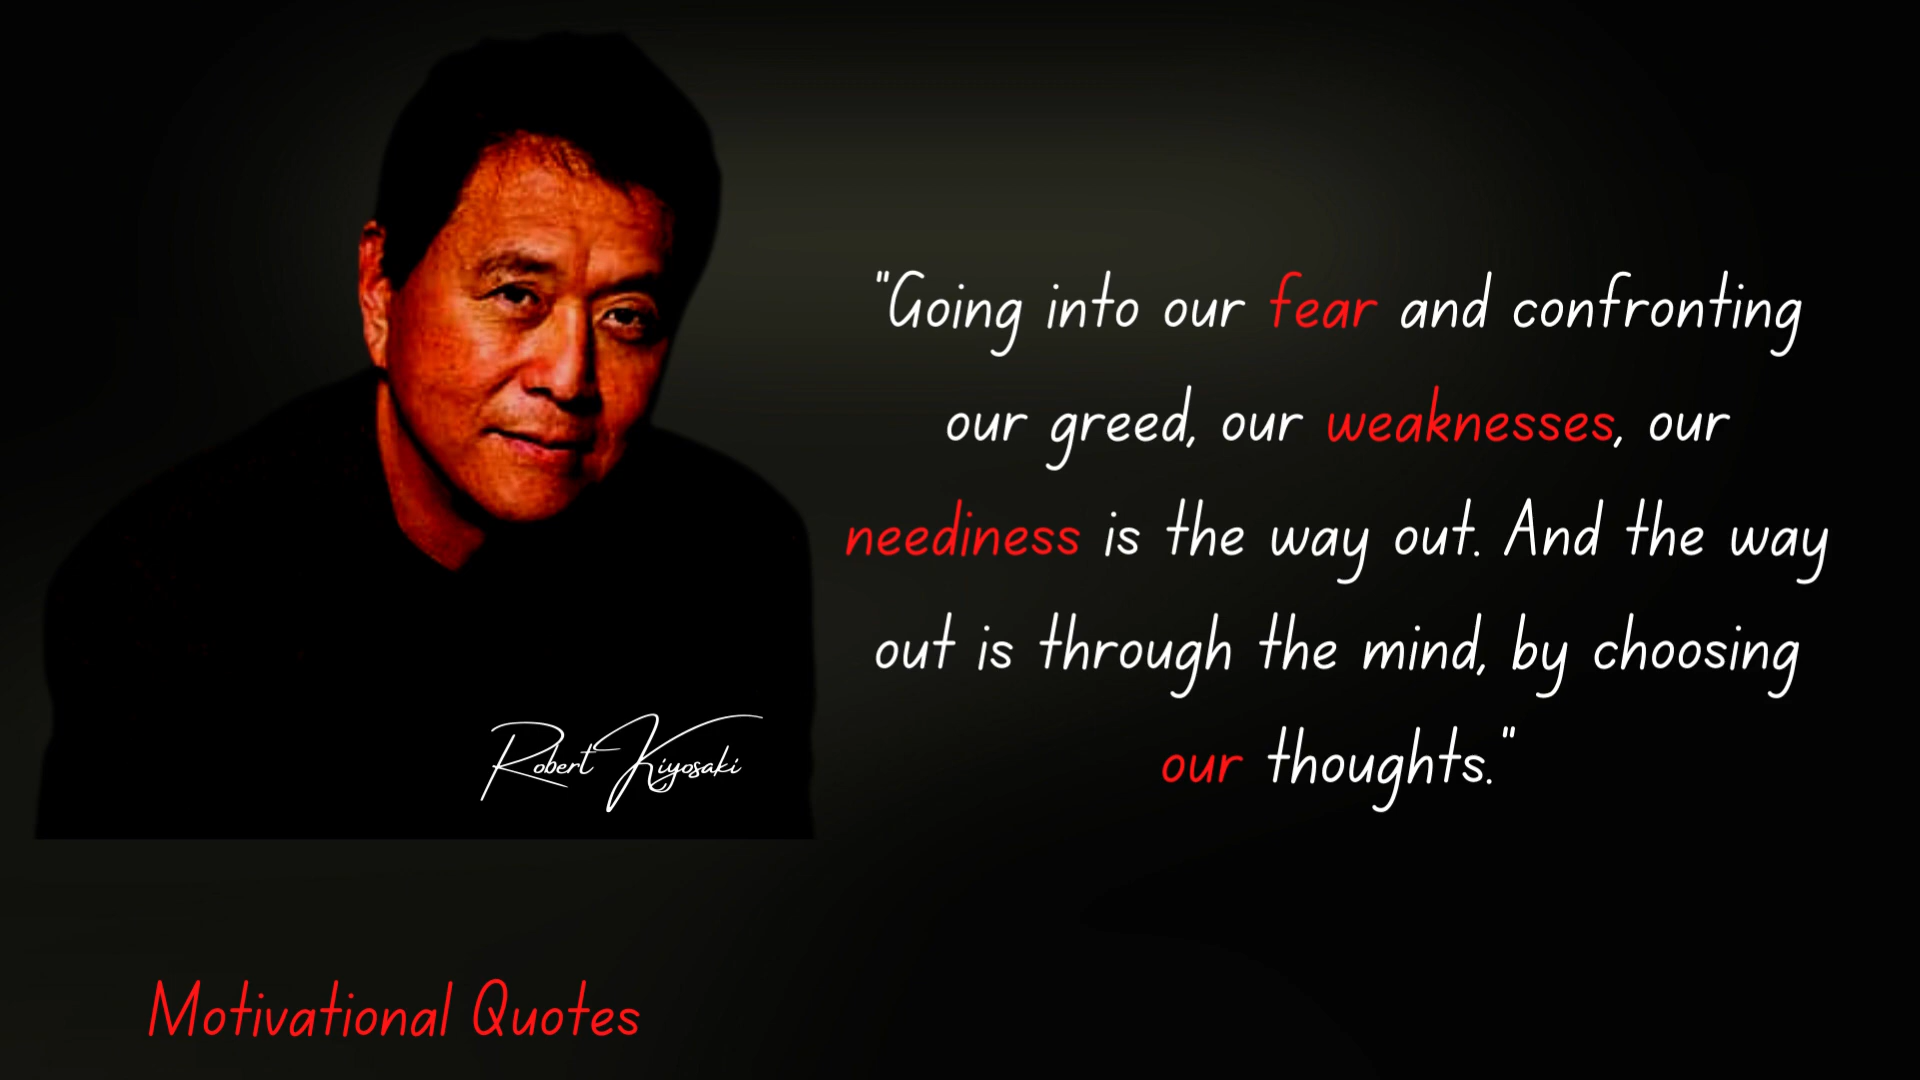 "Going into our fear and confronting
our greed, our weaknesses, our
neediness is the way out. And the way
out is through the mind, by choosing
our thoughts."
Robert Kiyosaki
Motivational Quotes